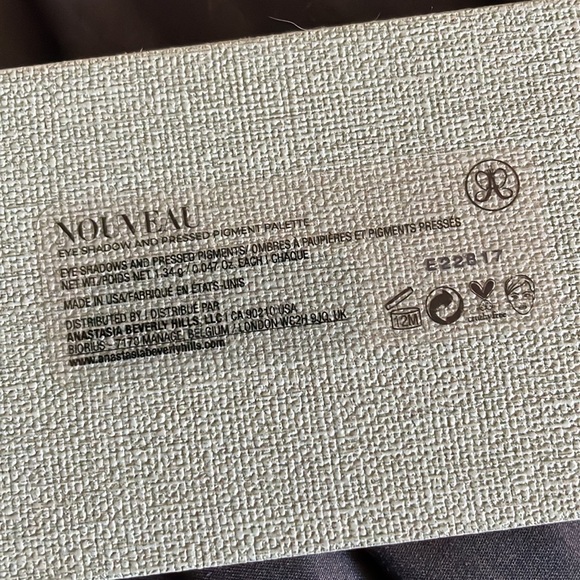 NOUVEAU
EYE SHADOW AND PRESSED PIGMENT PALETTE
EYE SHADOWS AND PRESSED PIGMENTS/ OMBRES À PAUPIÈRES ET PIGMENTS PRESSÉS
NET WT./POIDS NET 1.34 g / 0.047 Oz. EACH | CHAQUE
E22817
MADE IN USA/FABRIQUÉ EN ÉTATS-UNIS
DISTRIBUTED BY | DISTRIBUÉ PAR
ANASTASIA BEVERLY HILLS, LLC | CA 90210 USA
BIORIUS - 7170 MANAGE, BELGIUM / LONDON WC2H 9JQ, UK
www.anastasiabeverlyhills.com
12M
cruelty free